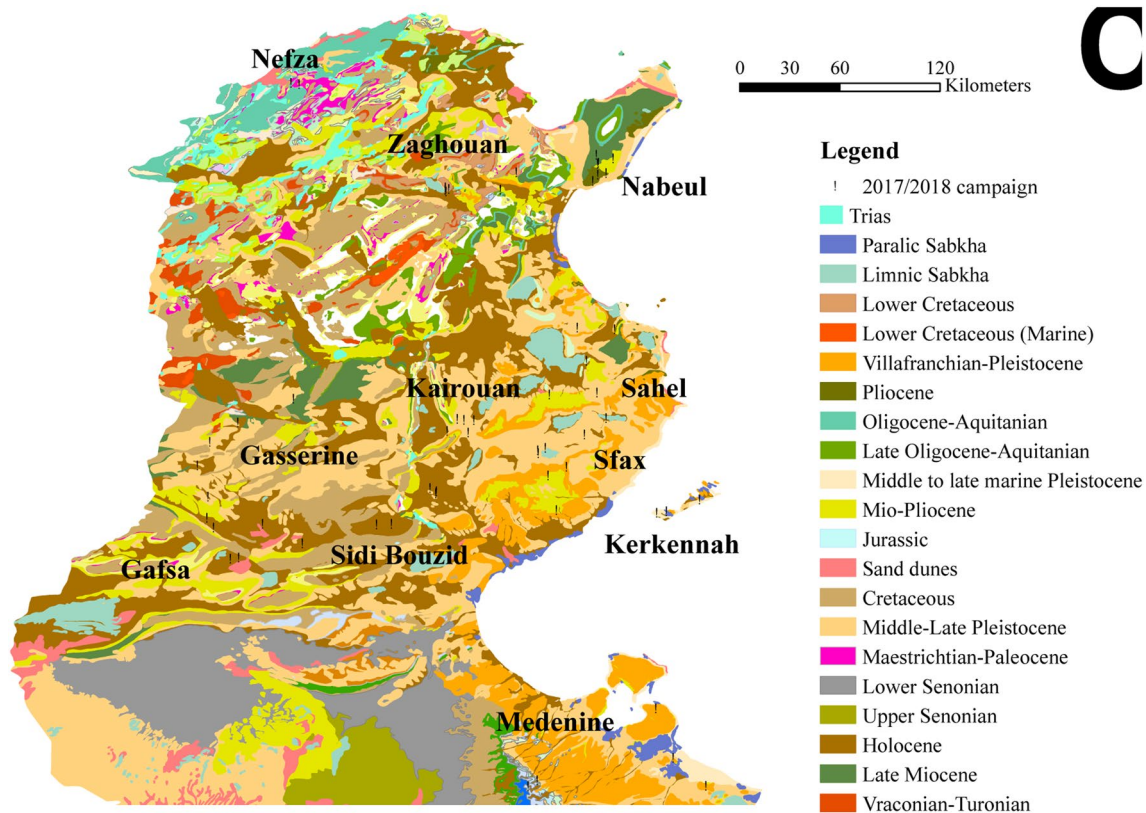 C
Nefza
0 30 60 120
Kilometers
Zaghouan
Nabeul
Kairouan
Sahel
Gasserine
Sfax
Kerkennah
Sidi Bouzid
Gafsa
Medenine
Legend
! 2017/2018 campaign
Trias
Paralic Sabkha
Limnic Sabkha
Lower Cretaceous
Lower Cretaceous (Marine)
Villafranchian-Pleistocene
Pliocene
Oligocene-Aquitanian
Late Oligocene-Aquitanian
Middle to late marine Pleistocene
Mio-Pliocene
Jurassic
Sand dunes
Cretaceous
Middle-Late Pleistocene
Maestrichtian-Paleocene
Lower Senonian
Upper Senonian
Holocene
Late Miocene
Vraconian-Turonian